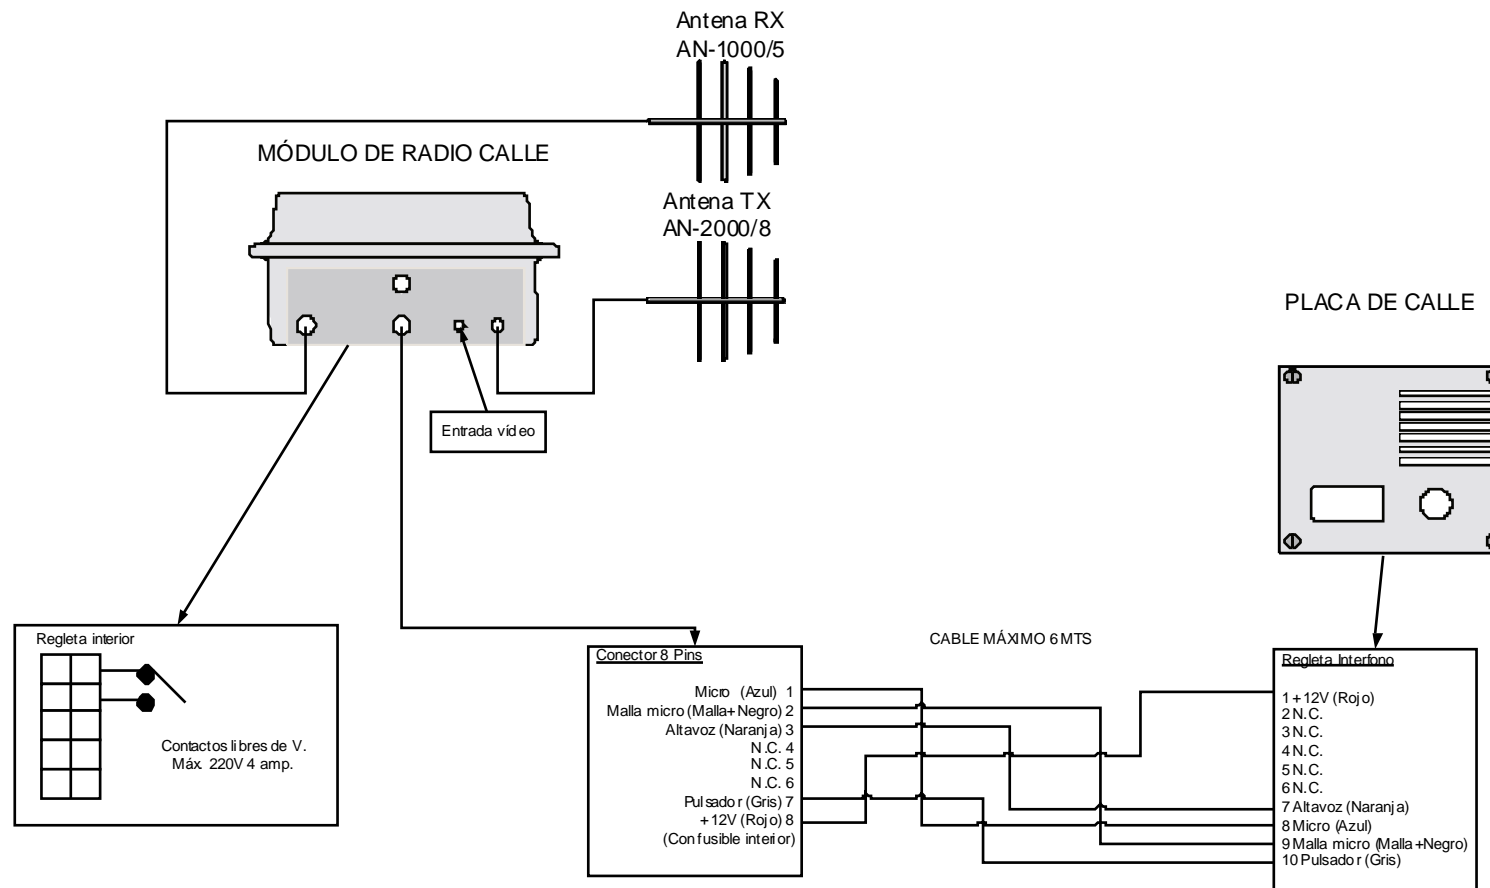 Antena RX
AN-1000/5
MÓDULO DE RADIO CALLE
Antena TX
AN-2000/8
PLACA DE CALLE
Entrada vídeo
Regleta interior
Contactos libres de V.
Máx. 220V 4 amp.
CABLE MÁXIMO 6 MTS
Conector 8 Pins
Micro (Azul) 1
Malla micro (Malla+Negro) 2
Altavoz (Naranja) 3
N.C. 4
N.C. 5
N.C. 6
Pulsador (Gris) 7
+12V (Rojo) 8
(Con fusible interior)
Regleta Interfono
1 +12V (Rojo)
2 N.C.
3 N.C.
4 N.C.
5 N.C.
6 N.C.
7 Altavoz (Naranja)
8 Micro (Azul)
9 Malla micro (Malla+Negro)
10 Pulsador (Gris)